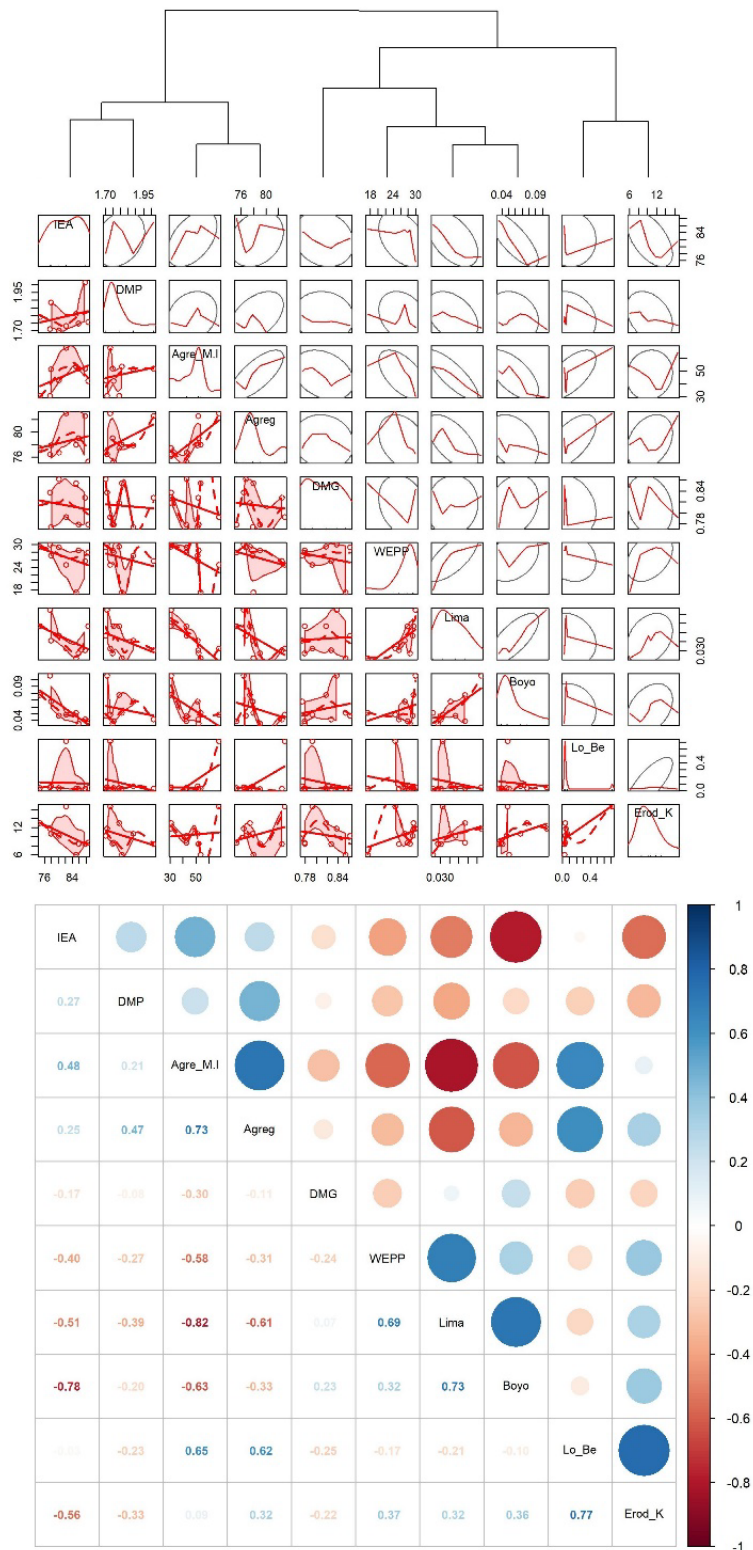 1.70 1.95 76 80 18 24 30 0.04 0.09 6 12
IEA 76 84
1.70 1.95 DMP
Agre_M.I 30 50
76 80 Agreg
DMG 0.78 0.84
18 24 30 WEPP
Lima 0.030
0.04 0.09 Boyo
Lo_Be 0.0 0.4
6 12 Erod_K
76 84 30 50 0.78 0.84 0.030 0.0 0.4
IEA 1
0.27 DMP 0.8
0.48 0.21 Agre_M.I 0.6
0.25 0.47 0.73 Agreg 0.4
0.2
-0.17 -0.08 -0.30 -0.11 DMG 0
-0.40 -0.27 -0.58 -0.31 -0.24 WEPP -0.2
-0.51 -0.39 -0.82 -0.61 0.07 0.69 Lima -0.4
-0.78 -0.20 -0.63 -0.33 0.23 0.32 0.73 Boyo -0.6
-0.23 0.65 0.62 -0.25 -0.17 -0.21 -0.10 Lo_Be -0.8
-0.56 -0.33 0.09 0.32 -0.22 0.37 0.32 0.36 0.77 Erod_K
-1